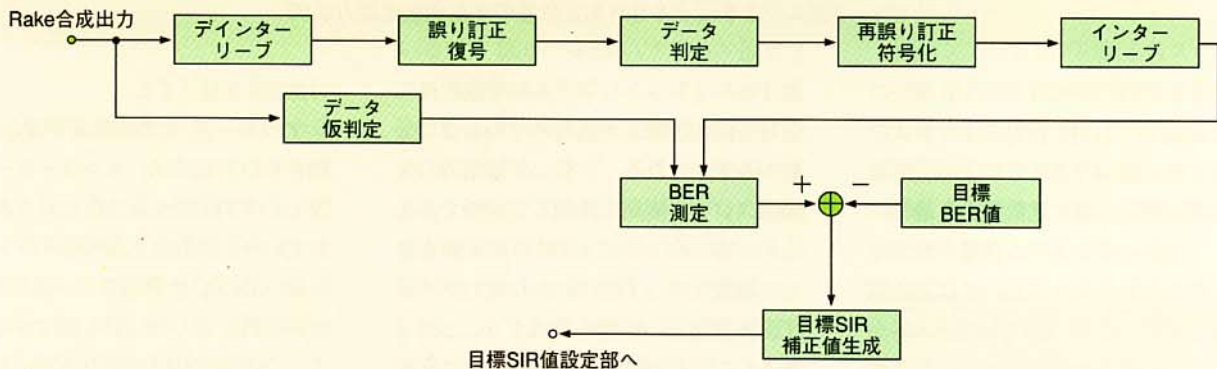 Rake合成出力
デインター
リーブ
誤り訂正
復号
データ
判定
再誤り訂正
符号化
インター
リーブ
データ
仮判定
BER
測定
+
−
目標
BER値
目標SIR
補正値生成
目標SIR値設定部へ